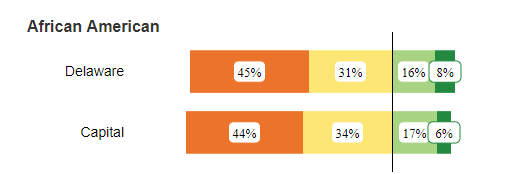 African American
Delaware 45% 31% 16% 8%
Capital 44% 34% 17% 6%